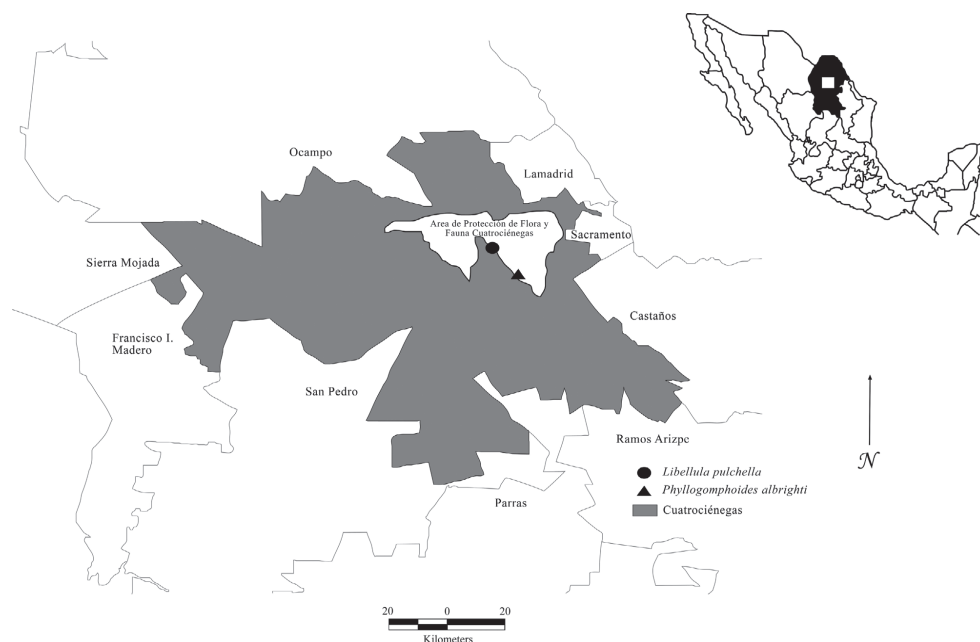 Ocampo
Lamadrid
Area de Protección de Flora y
Fauna Cuatrociénegas
Sacramento
Sierra Mojada
Castaños
Francisco I.
Madero
San Pedro
Ramos Arizpe
N
Libellula pulchella
Phyllogomphoides albrighti
Cuatrociénegas
Parras
20 0 20
Kilometers